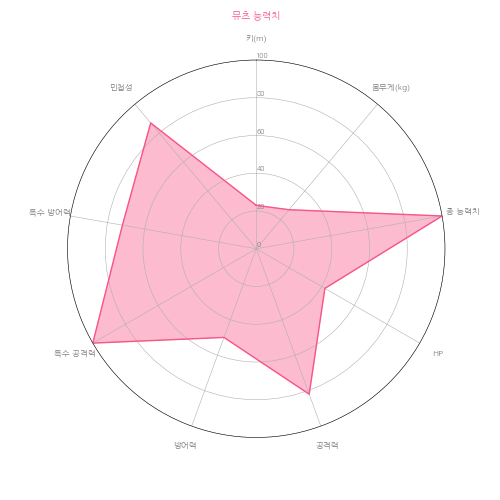 뮤츠 능력치
키(m)
100
몸무게(kg)
민첩성
80
60
40
20
특수 방어력
총 능력치
0
특수 공격력
HP
방어력
공격력